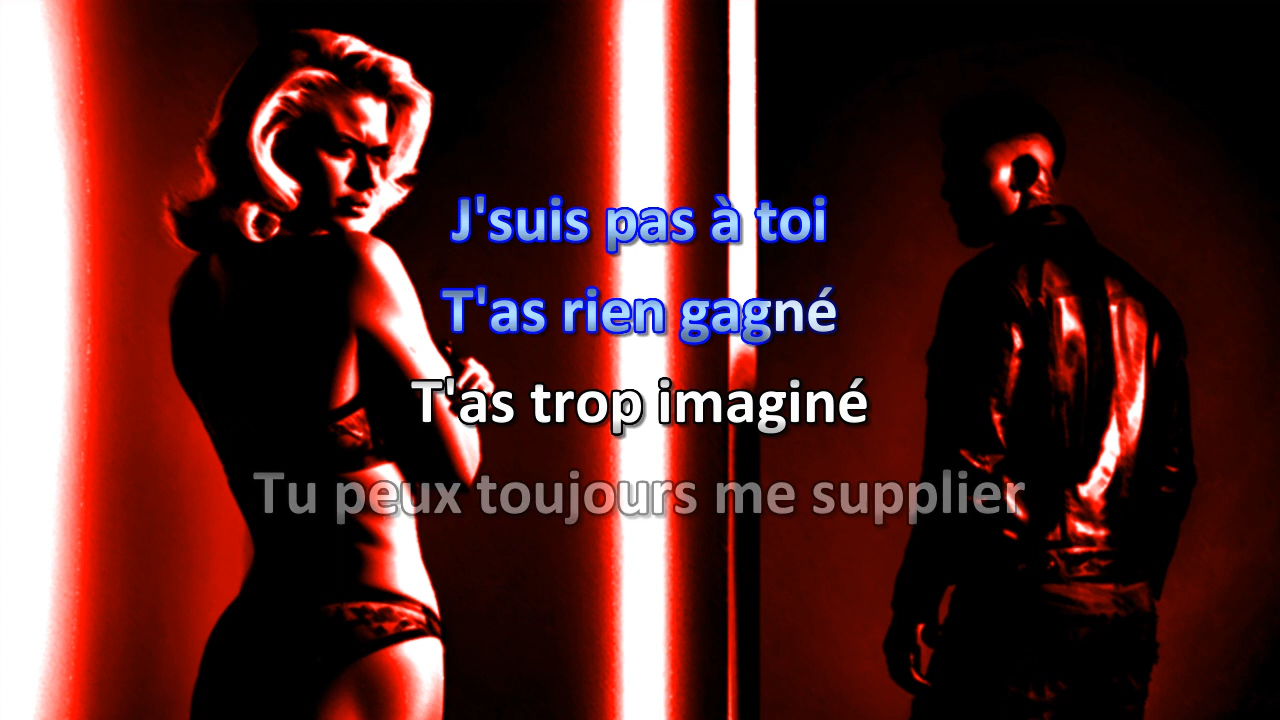 J'suis pas à toi
T'as rien gagné
T'as trop imaginé
Tu peux toujours me supplier